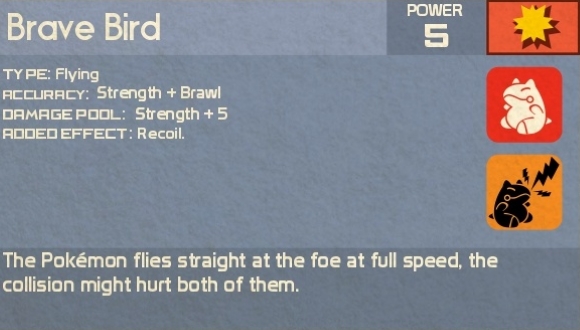 Brave Bird
POWER
5
TYPE: Flying
ACCURACY: Strength + Brawl
DAMAGE POOL: Strength + 5
ADDED EFFECT: Recoil.
The Pokémon flies straight at the foe at full speed, the
collision might hurt both of them.